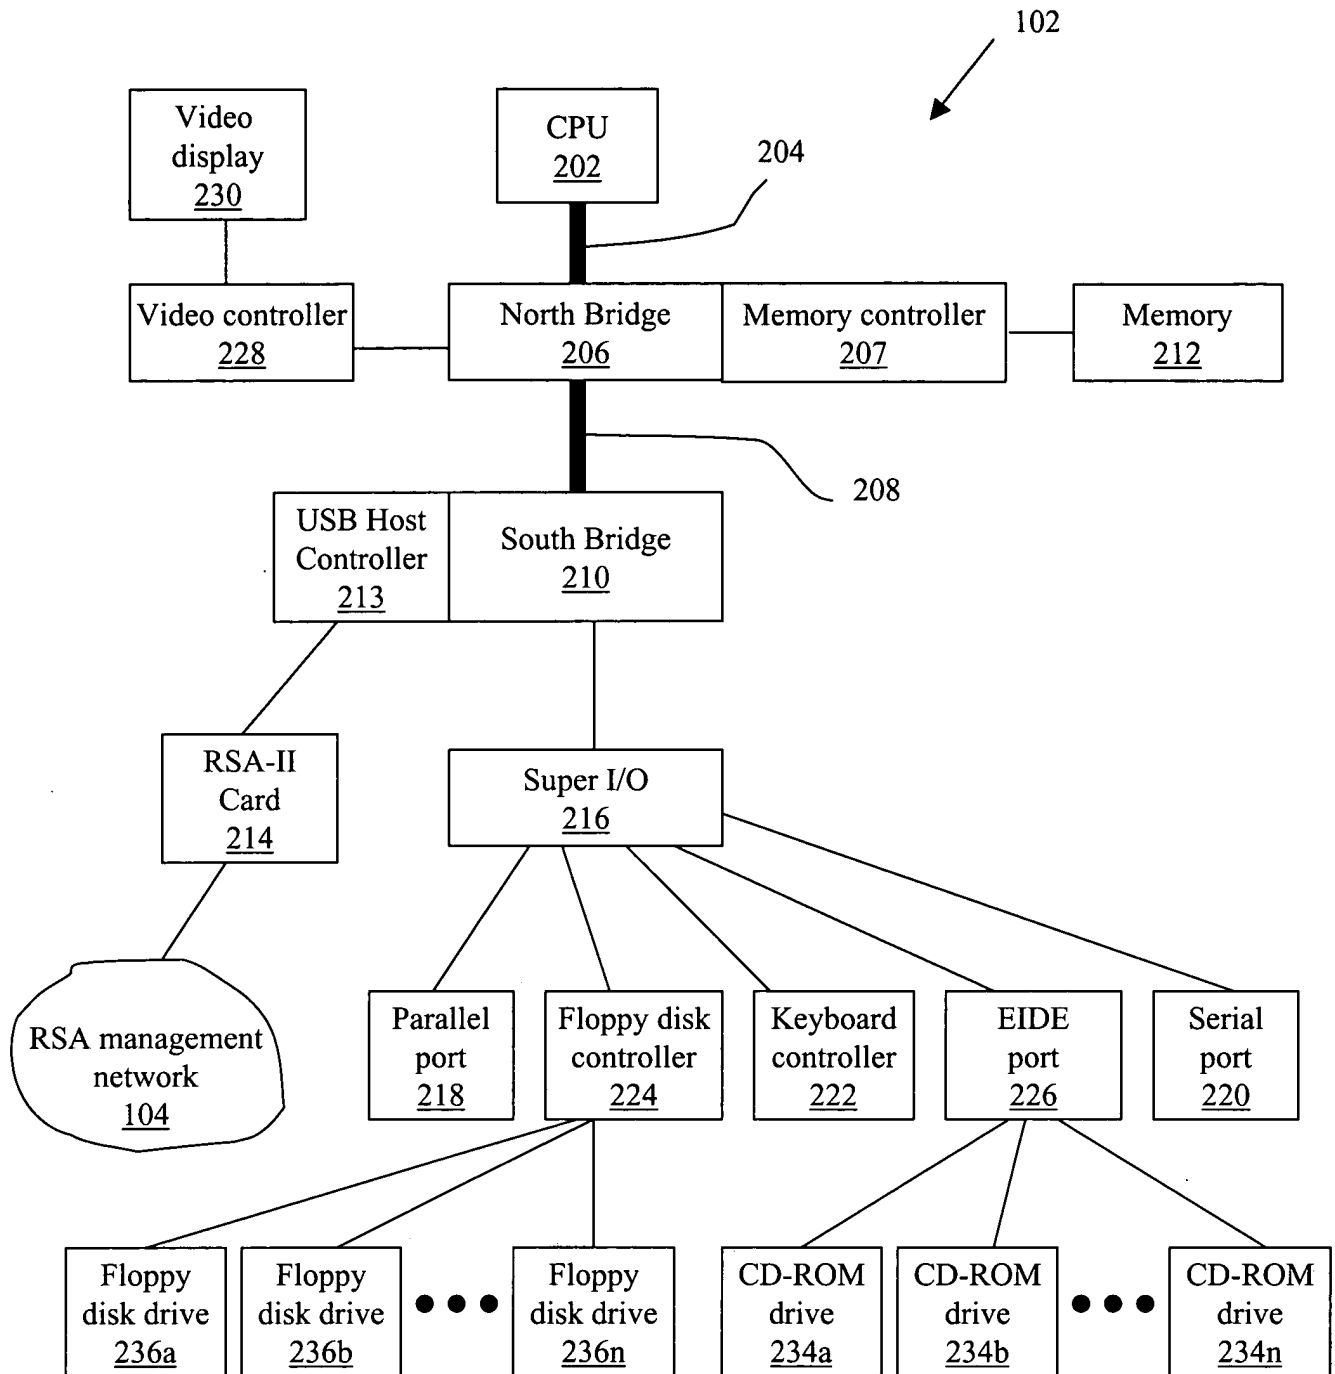 102
Video
display
230
CPU
202
204
Video controller
228
North Bridge
206
Memory controller
207
Memory
212
208
USB Host
Controller
213
South Bridge
210
RSA-II
Card
214
Super I/O
216
RSA management
network
104
Parallel
port
218
Floppy disk
controller
224
Keyboard
controller
222
EIDE
port
226
Serial
port
220
Floppy
disk drive
236a
Floppy
disk drive
236b
Floppy
disk drive
236n
CD-ROM
drive
234a
CD-ROM
drive
234b
CD-ROM
drive
234n